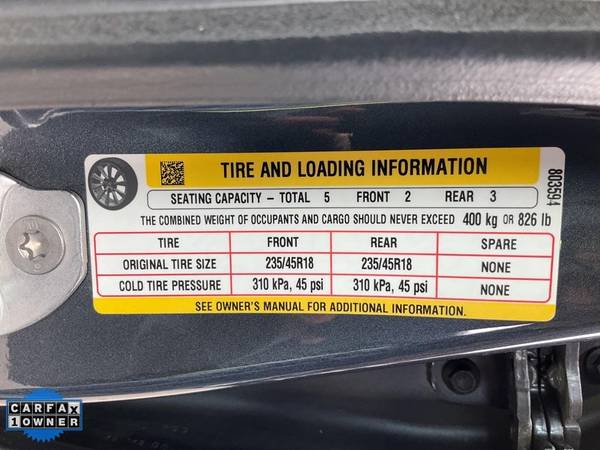 TIRE AND LOADING INFORMATION
SEATING CAPACITY – TOTAL 5 FRONT 2 REAR 3
THE COMBINED WEIGHT OF OCCUPANTS AND CARGO SHOULD NEVER EXCEED 400 kg OR 826 lb
TIRE FRONT REAR SPARE
ORIGINAL TIRE SIZE 235/45R18 235/45R18 NONE
COLD TIRE PRESSURE 310 kPa, 45 psi 310 kPa, 45 psi NONE
SEE OWNER'S MANUAL FOR ADDITIONAL INFORMATION.
803594
CARFAX
1 OWNER